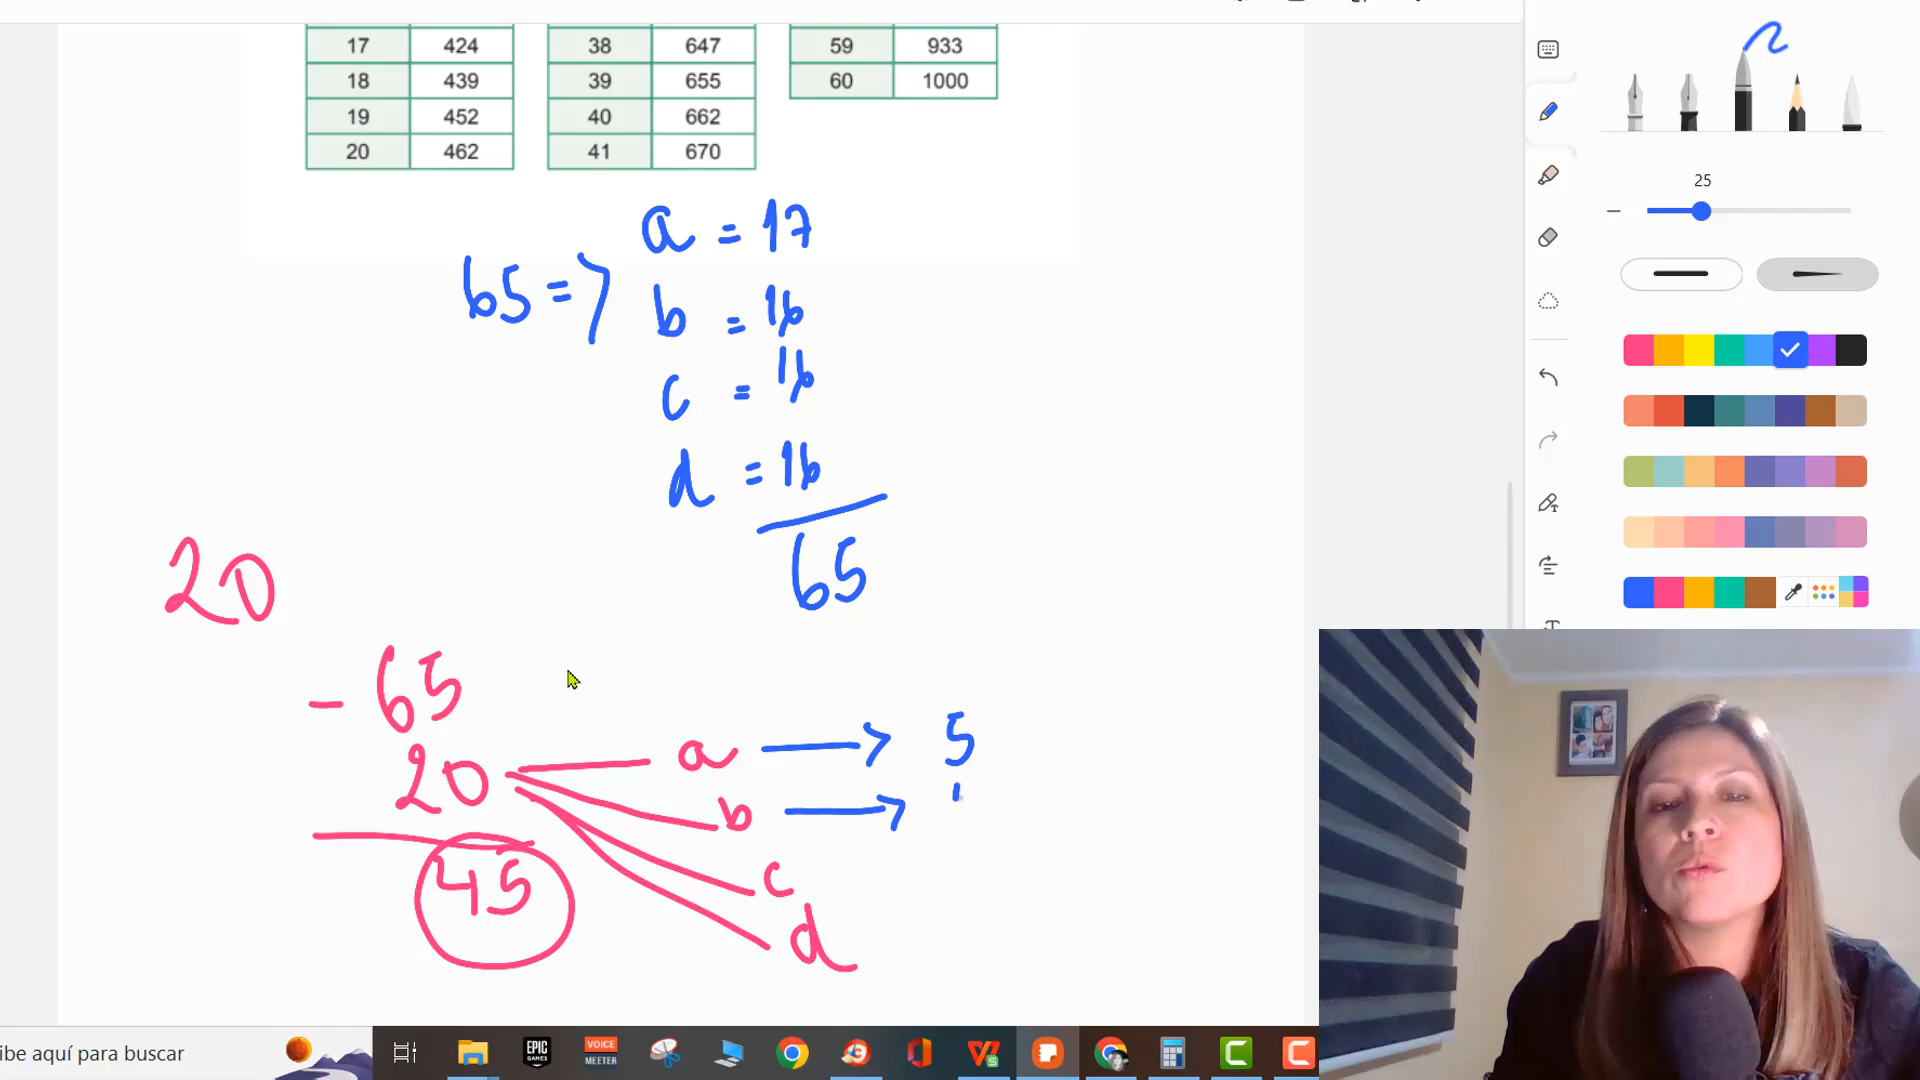 17 424 38 647 59 933
18 439 39 655 60 1000
19 452 40 662
20 462 41 670
25
a = 17
65 =>
b = 16
c = 16
d = 16
65
20
- 65
20
45
a → 5
b →
c
d
ibe aquí para buscar
EPIC GAMES
VOICE MEETER